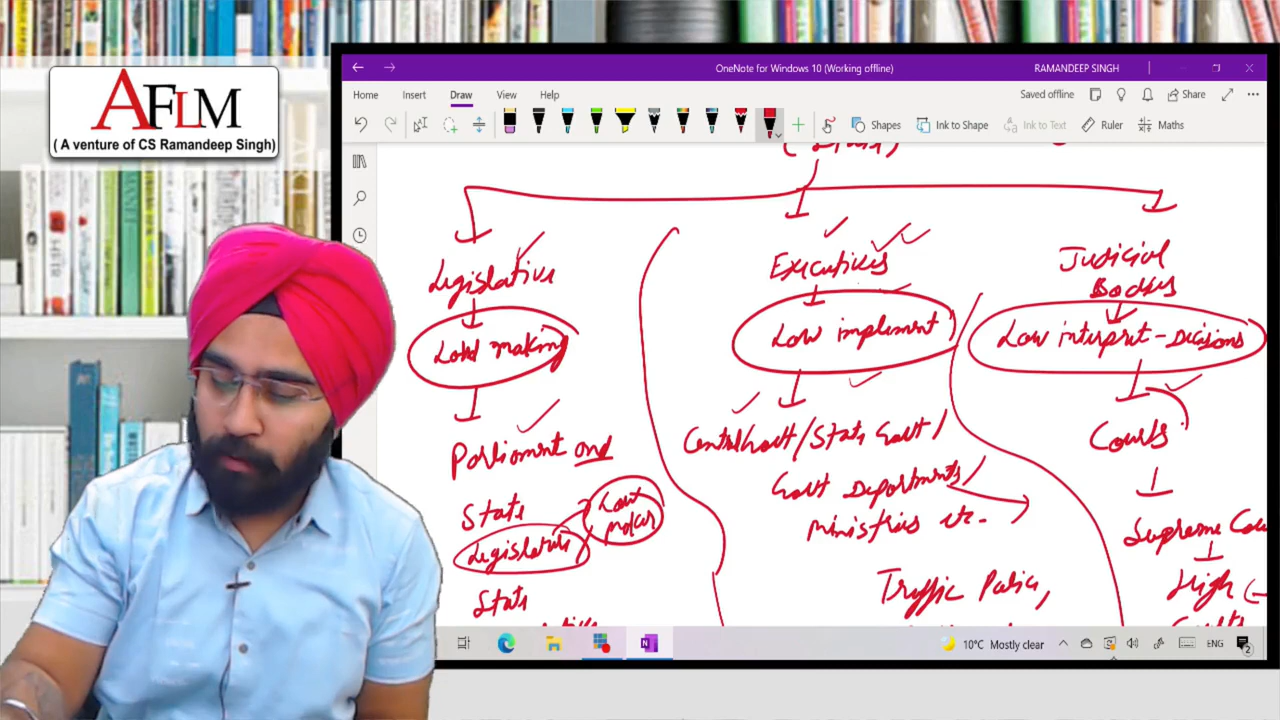 AFLM
( A venture of CS Ramandeep Singh)
OneNote for Windows 10 (Working offline)
RAMANDEEP SINGH
Home Insert Draw View Help
Saved offline
Share
Shapes
Ink to Shape
Ink to Text
Ruler
Maths
Legislative
Executives
Judicial
Bodies
Law making
Law implement
Law interpret - Decisions
Parliament and
State
Legislature
Law
State
Central Govt / State Govt /
Govt Departments /
ministries etc.
Traffic Police,
Courts
Supreme
High
10°C Mostly clear
ENG
2